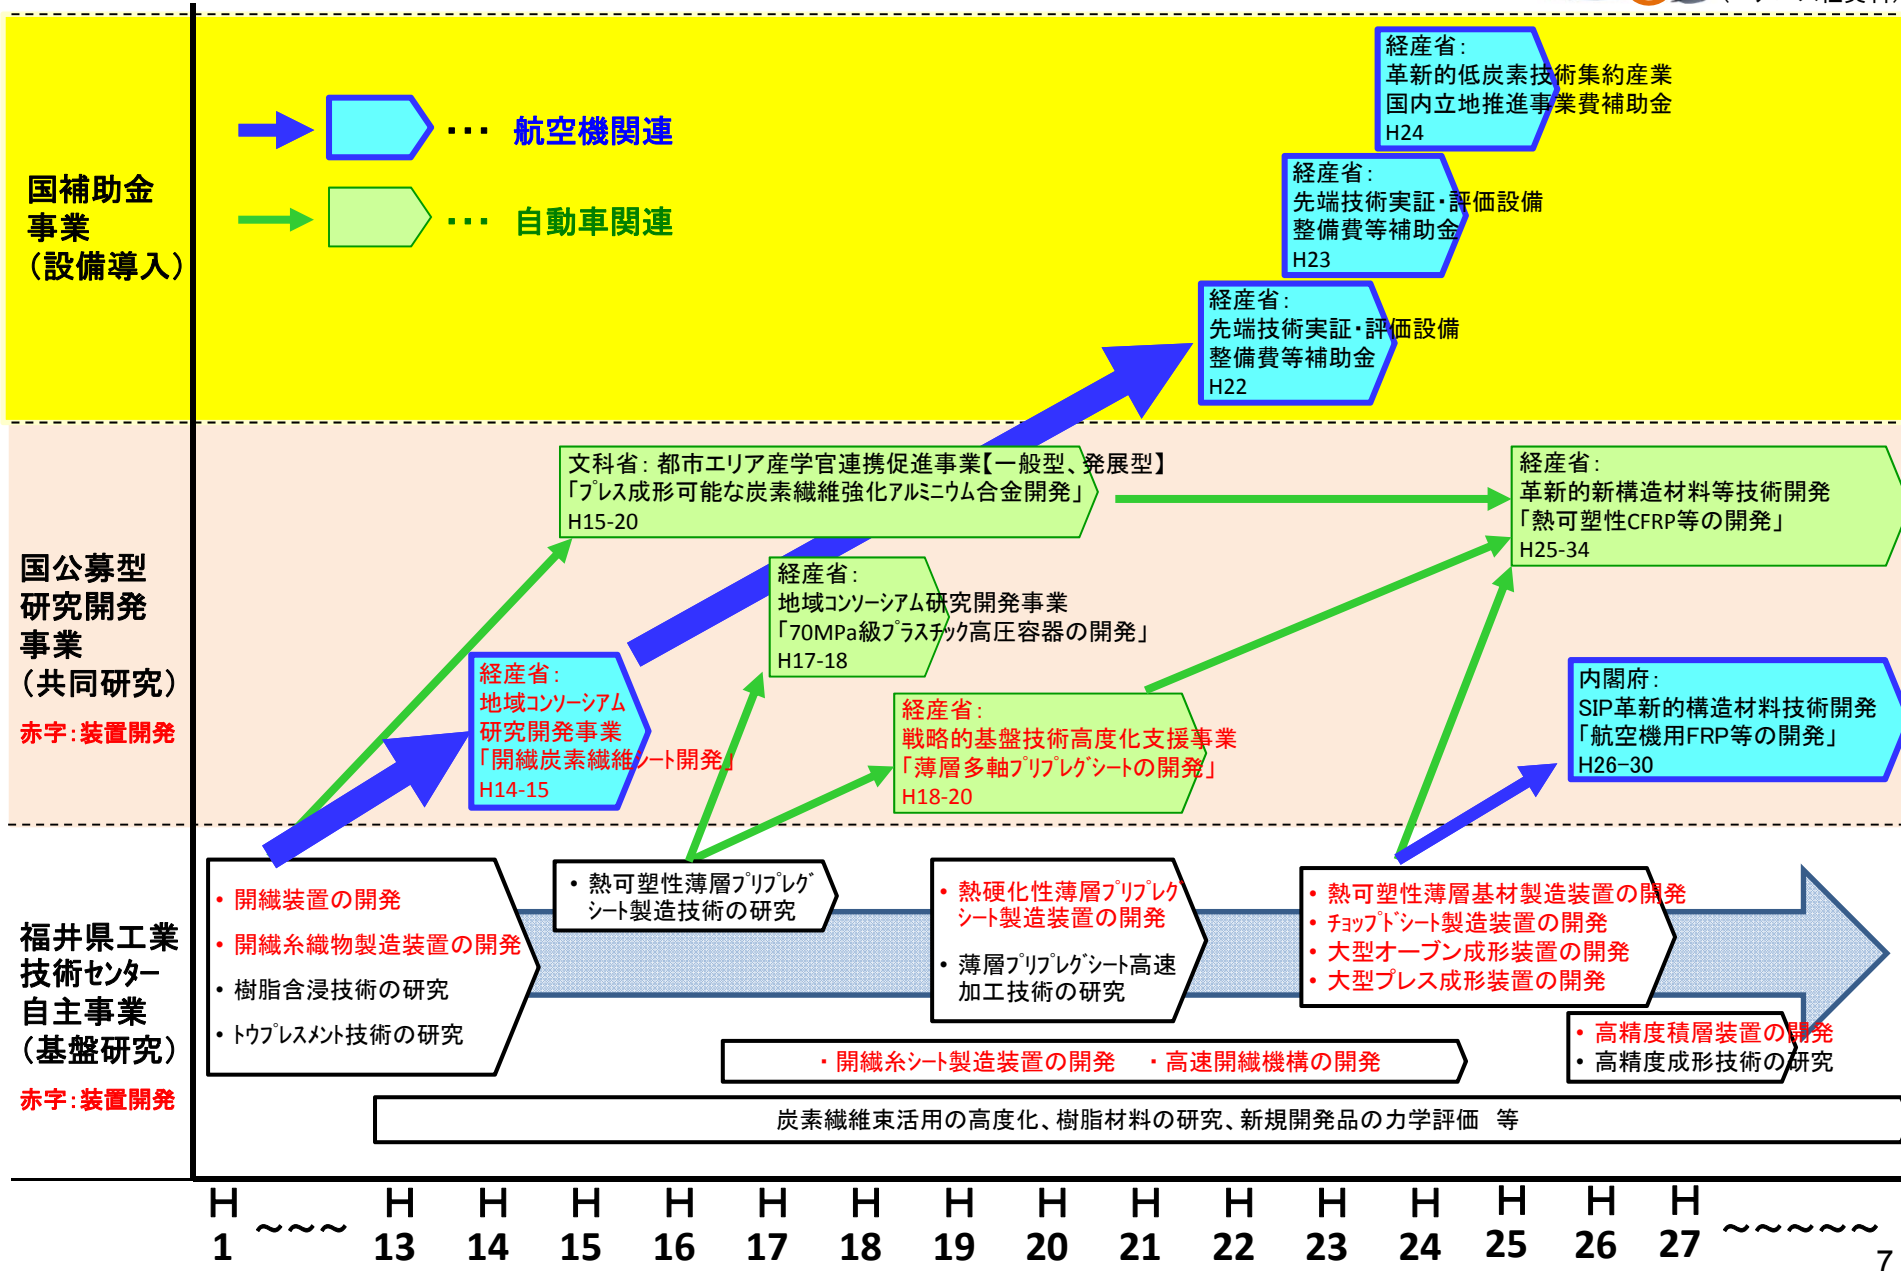 国補助金
事業
（設備導入）
・・・ 航空機関連
・・・ 自動車関連
経産省：
革新的低炭素技術集約産業
国内立地推進事業費補助金
H24
経産省：
先端技術実証・評価設備
整備費等補助金
H23
経産省：
先端技術実証・評価設備
整備費等補助金
H22
国公募型
研究開発
事業
（共同研究）
赤字：装置開発
文科省：都市エリア産学官連携促進事業【一般型、発展型】
「プレス成形可能な炭素繊維強化アルミニウム合金開発」
H15-20
経産省：
革新的新構造材料等技術開発
「熱可塑性CFRP等の開発」
H25-34
経産省：
地域コンソーシアム研究開発事業
「70MPa級プラスチック高圧容器の開発」
H17-18
経産省：
地域コンソーシアム
研究開発事業
「開繊炭素繊維シート開発」
H14-15
経産省：
戦略的基盤技術高度化支援事業
「薄層多軸プリプレグシートの開発」
H18-20
内閣府：
SIP革新的構造材料技術開発
「航空機用FRP等の開発」
H26-30
福井県工業
技術センター
自主事業
（基盤研究）
赤字：装置開発
・開繊装置の開発
・開繊糸織物製造装置の開発
・樹脂含浸技術の研究
・トウプレスメント技術の研究
・熱可塑性薄層プリプレグ
シート製造技術の研究
・熱硬化性薄層プリプレグ
シート製造装置の開発
・薄層プリプレグシート高速
加工技術の研究
・熱可塑性薄層基材製造装置の開発
・チョップドシート製造装置の開発
・大型オーブン成形装置の開発
・大型プレス成形装置の開発
・開繊糸シート製造装置の開発 ・高速開繊機構の開発
・高精度積層装置の開発
・高精度成形技術の研究
炭素繊維束活用の高度化、樹脂材料の研究、新規開発品の力学評価 等
H H H H H H H H H H H H H H H H
1 ～～～ 13 14 15 16 17 18 19 20 21 22 23 24 25 26 27 ～～～～～
7